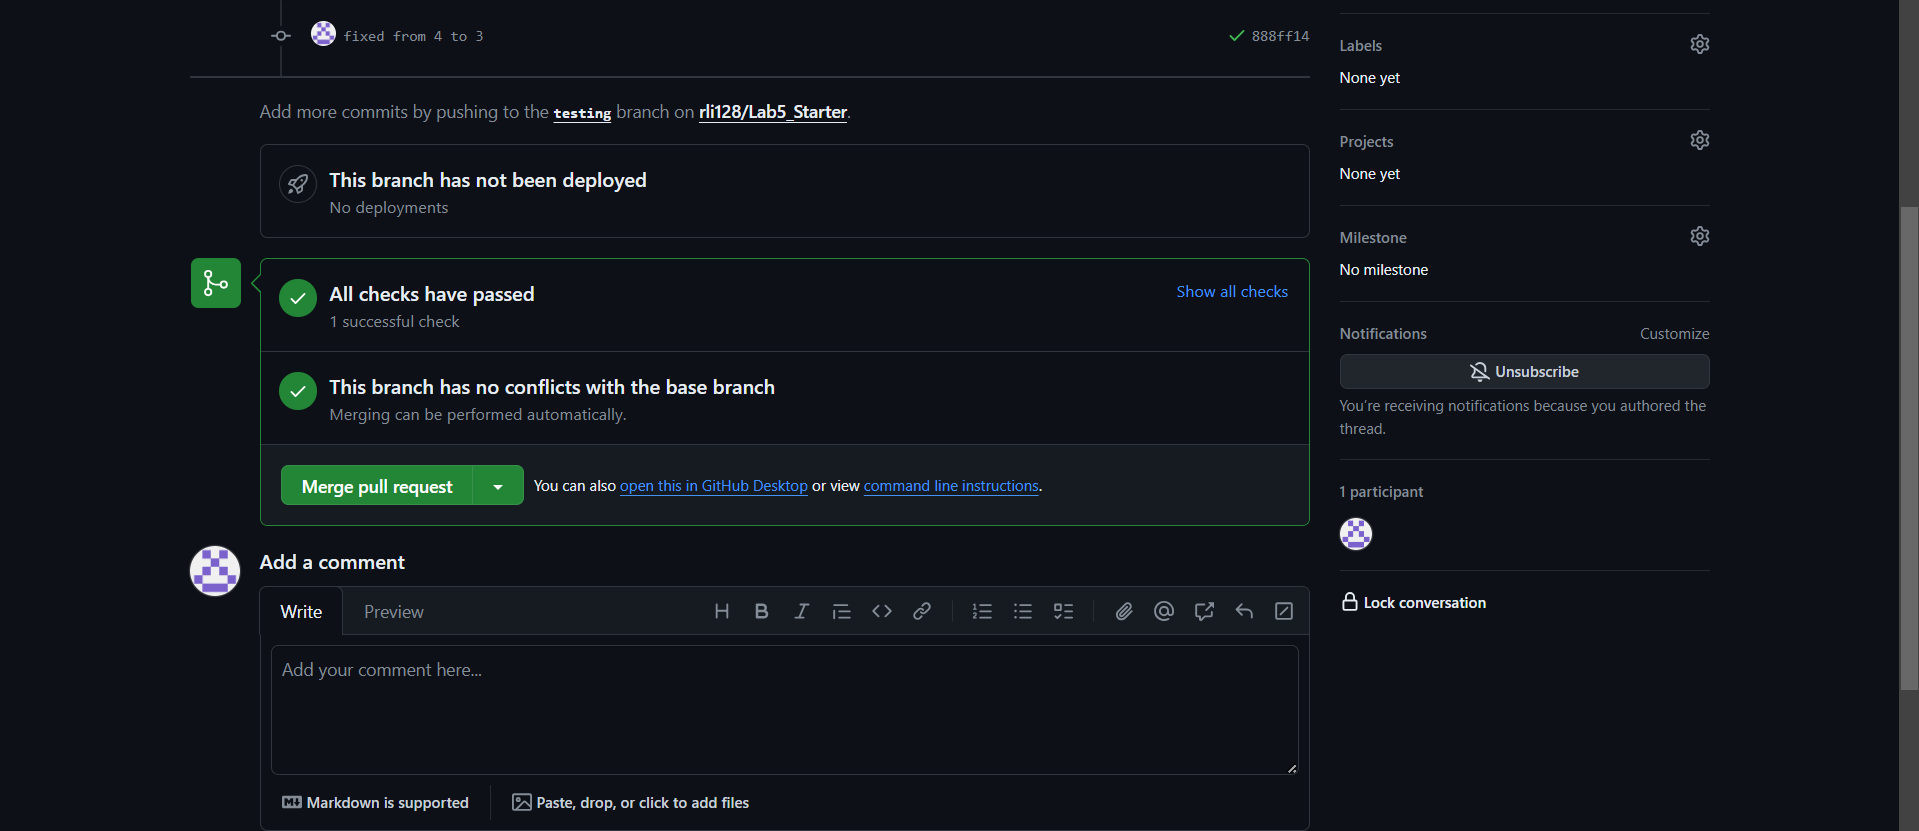 fixed from 4 to 3
888ff14
Add more commits by pushing to the testing branch on rli128/Lab5_Starter.
This branch has not been deployed
No deployments
All checks have passed
Show all checks
1 successful check
This branch has no conflicts with the base branch
Merging can be performed automatically.
Merge pull request
You can also open this in GitHub Desktop or view command line instructions.
Add a comment
Write
Preview
Add your comment here...
Markdown is supported
Paste, drop, or click to add files
Labels
None yet
Projects
None yet
Milestone
No milestone
Notifications
Customize
Unsubscribe
You're receiving notifications because you authored the
thread.
1 participant
Lock conversation